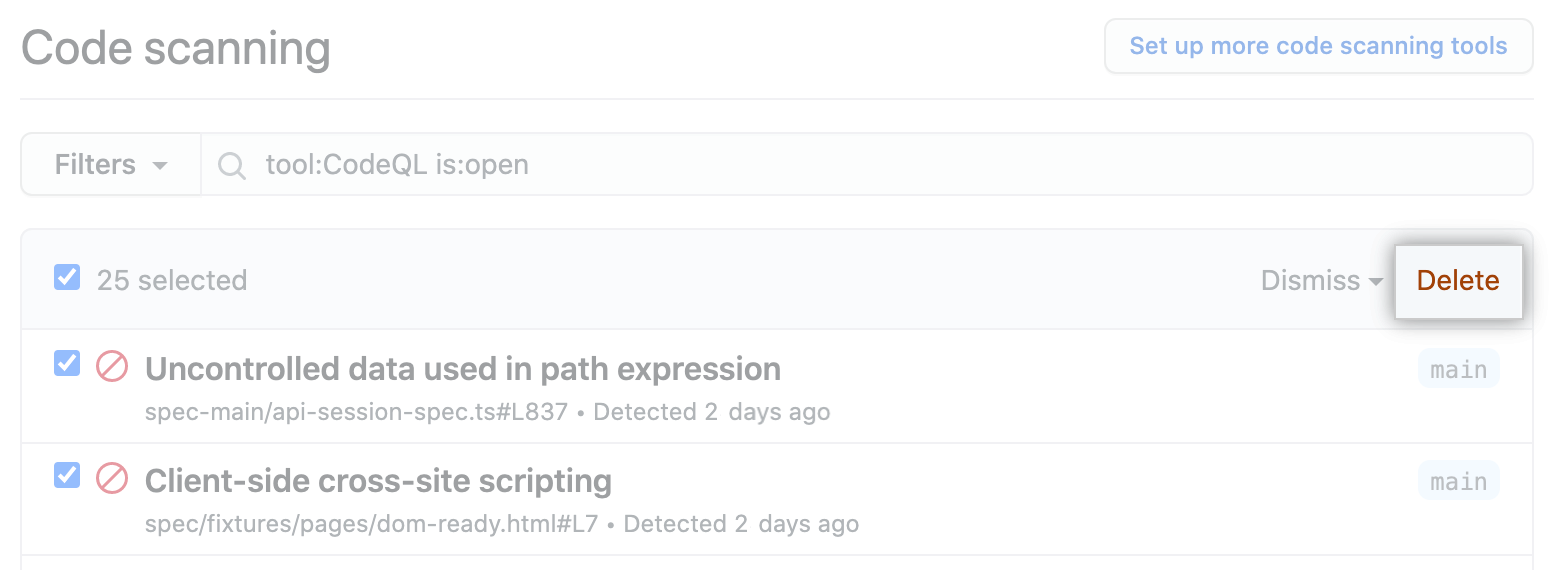 Code scanning
Set up more code scanning tools
Filters
tool:CodeQL is:open
25 selected
Dismiss
Delete
Uncontrolled data used in path expression
main
spec-main/api-session-spec.ts#L837 • Detected 2 days ago
Client-side cross-site scripting
main
spec/fixtures/pages/dom-ready.html#L7 • Detected 2 days ago